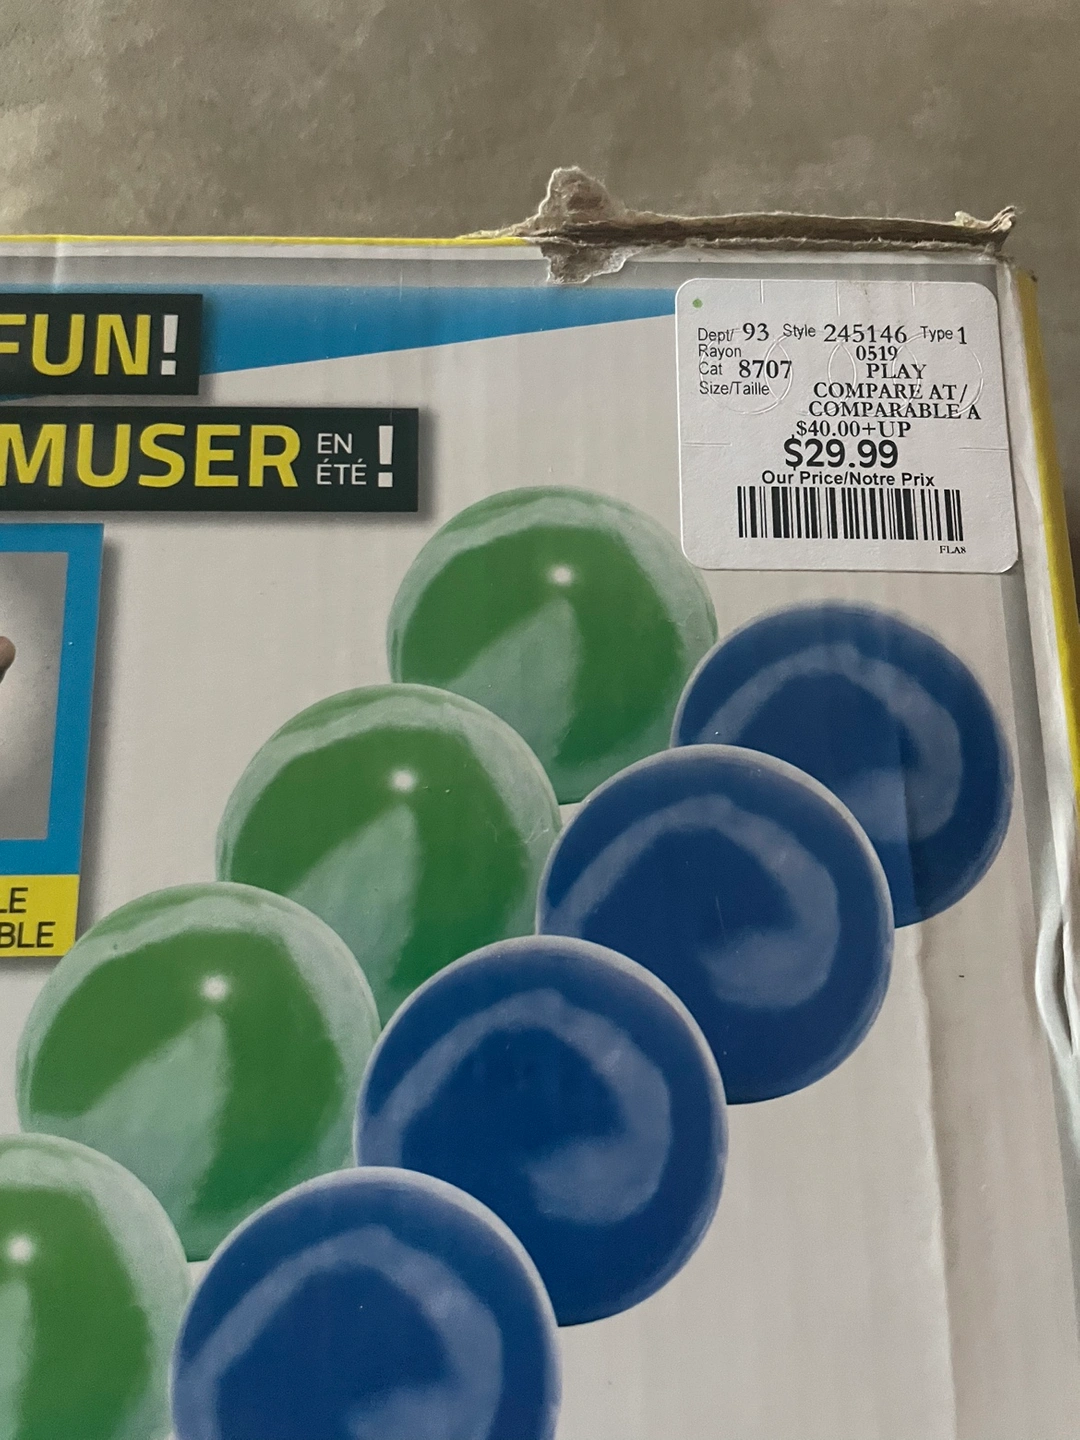 FUN!
MUSER EN ÉTÉ !
Dept/ 93 Style 245146 Type 1
Rayon 0519
Cat 8707 PLAY
Size/Taille COMPARE AT/
COMPARABLE A
$40.00+UP
$29.99
Our Price/Notre Prix
FLA8
LE
BLE